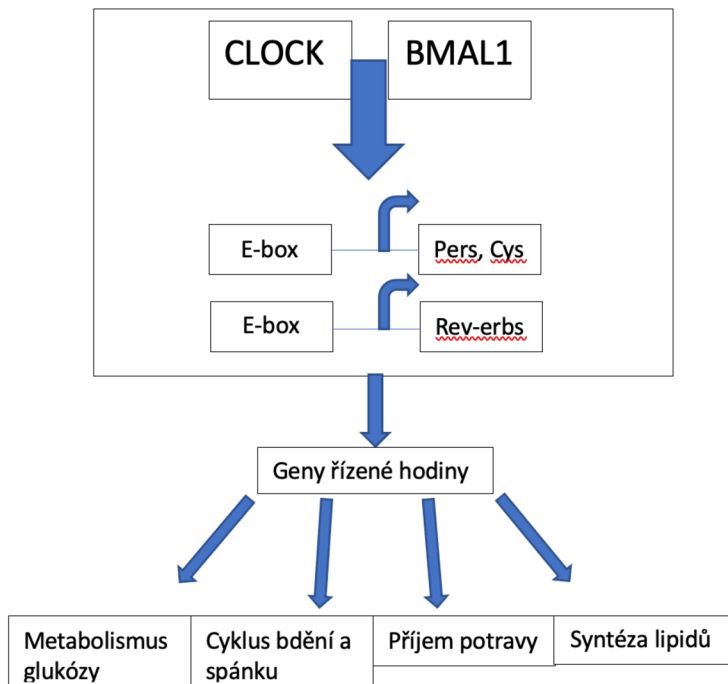 CLOCK
BMAL1
E-box
Pers, Cys
E-box
Rev-erbs
Geny řízené hodiny
Metabolismus
glukózy
Cyklus bdění a
spánku
Příjem potravy
Syntéza lipidů